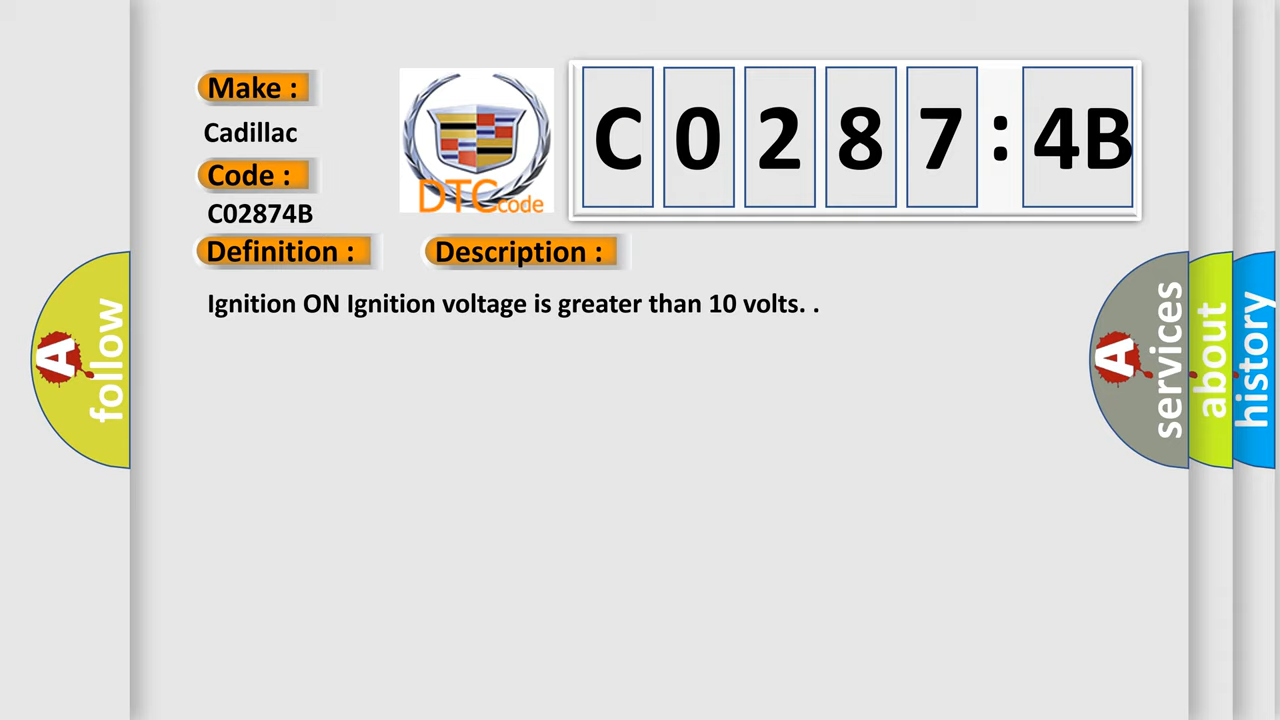 Make :
Cadillac
Code :
C02874B
Definition :
Description :
Ignition ON Ignition voltage is greater than 10 volts. .
C 0 2 8 7 : 4B
DTC code
A follow
A services
about
history